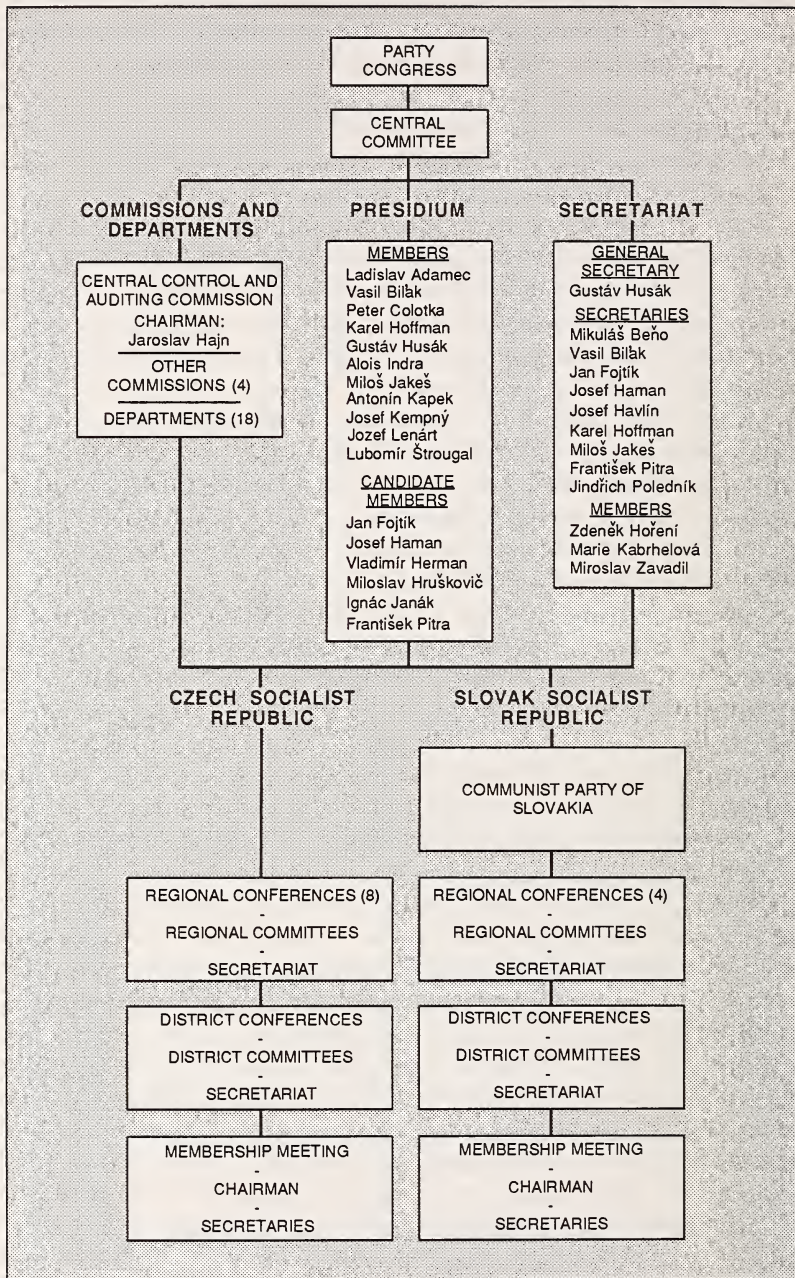 PARTY
CONGRESS
CENTRAL
COMMITTEE
COMMISSIONS AND
DEPARTMENTS
CENTRAL CONTROL AND
AUDITING COMMISSION
CHAIRMAN:
Jaroslav Hajn
OTHER
COMMISSIONS (4)
DEPARTMENTS (18)
PRESIDIUM
MEMBERS
Ladislav Adamec
Vasil Biľak
Peter Colotka
Karel Hoffman
Gustáv Husák
Alois Indra
Miloš Jakeš
Antonín Kapek
Josef Kempný
Jozef Lenárt
Lubomír Štrougal
CANDIDATE
MEMBERS
Jan Fojtík
Josef Haman
Vladimír Herman
Miloslav Hruškovič
Ignác Janák
František Pitra
SECRETARIAT
GENERAL
SECRETARY
Gustáv Husák
SECRETARIES
Mikuláš Beňo
Vasil Biľak
Jan Fojtík
Josef Haman
Josef Havlín
Karel Hoffman
Miloš Jakeš
František Pitra
Jindřich Poledník
MEMBERS
Zdeněk Hoření
Marie Kabrhelová
Miroslav Zavadil
CZECH SOCIALIST
REPUBLIC
REGIONAL CONFERENCES (8)
-
REGIONAL COMMITTEES
-
SECRETARIAT
DISTRICT CONFERENCES
-
DISTRICT COMMITTEES
-
SECRETARIAT
MEMBERSHIP MEETING
-
CHAIRMAN
-
SECRETARIES
SLOVAK SOCIALIST
REPUBLIC
COMMUNIST PARTY OF
SLOVAKIA
REGIONAL CONFERENCES (4)
-
REGIONAL COMMITTEES
-
SECRETARIAT
DISTRICT CONFERENCES
-
DISTRICT COMMITTEES
-
SECRETARIAT
MEMBERSHIP MEETING
-
CHAIRMAN
-
SECRETARIES